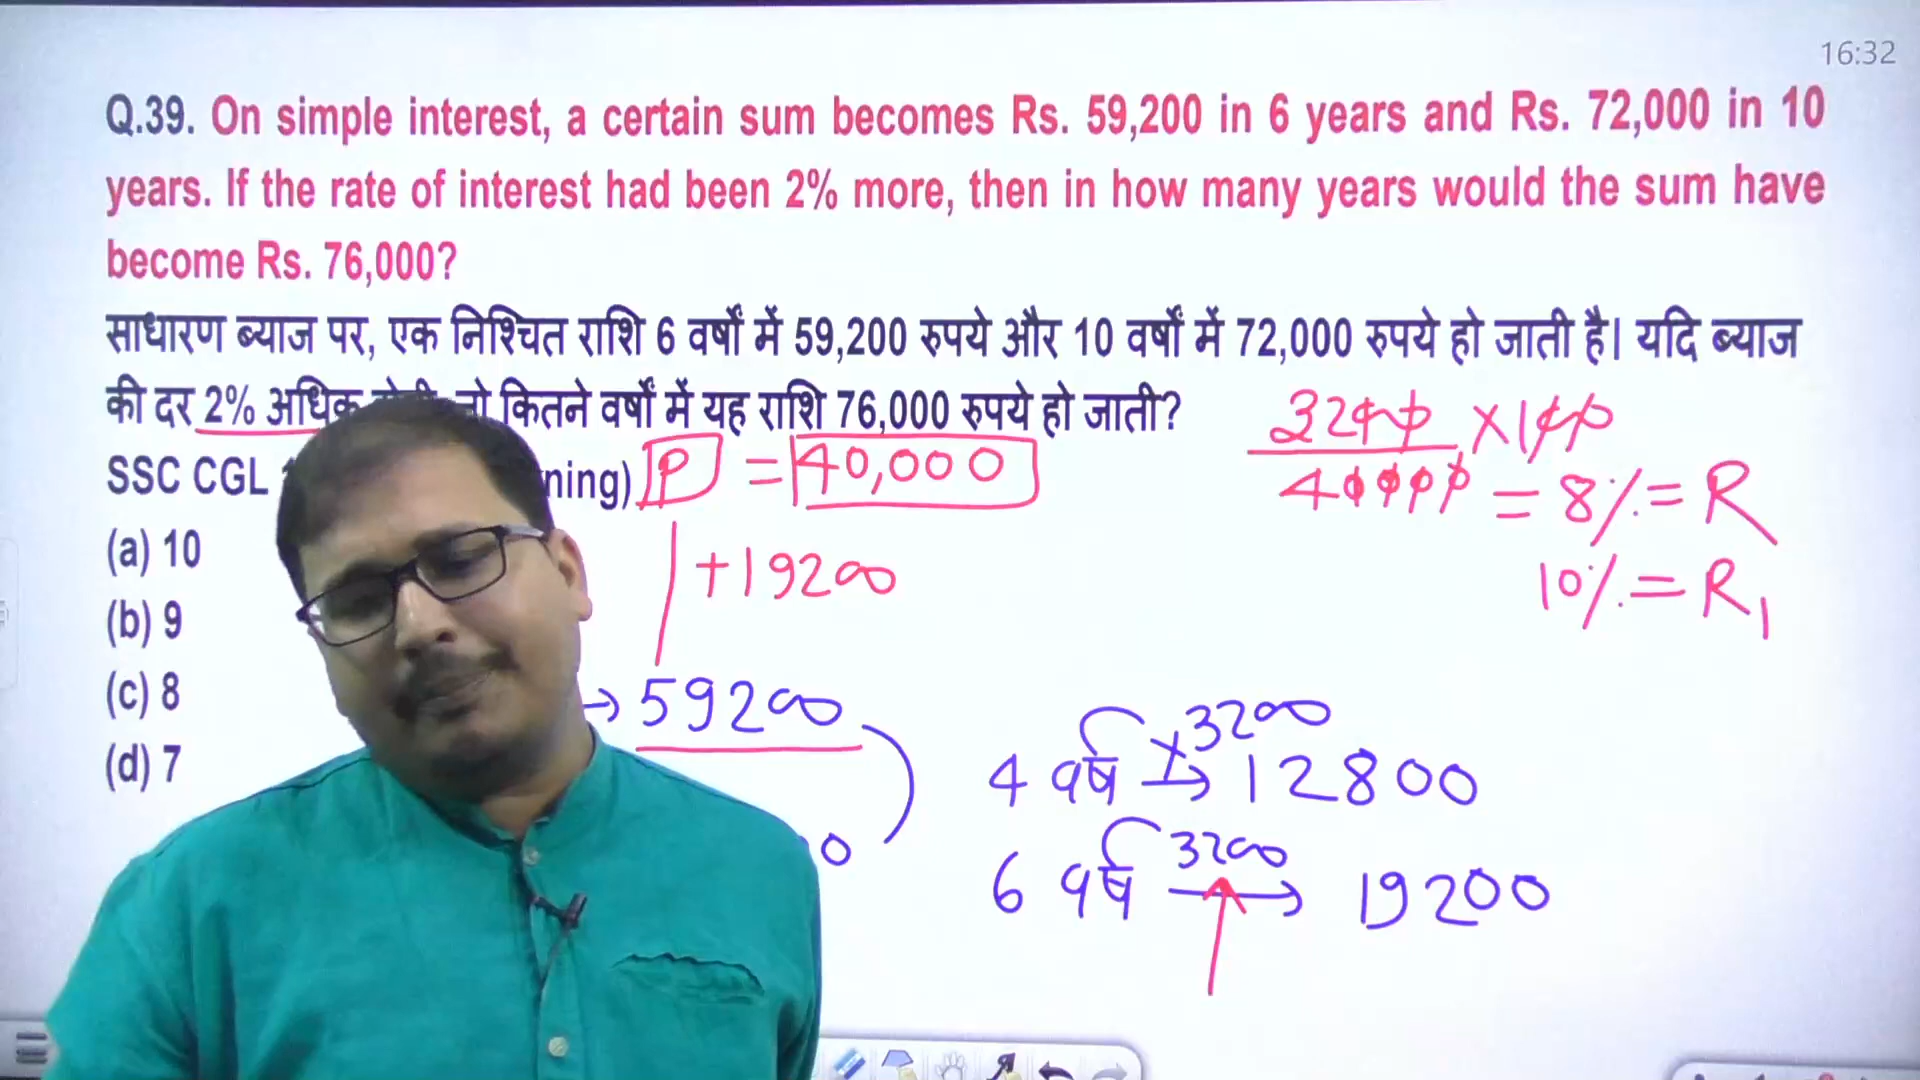 16:32
Q.39. On simple interest, a certain sum becomes Rs. 59,200 in 6 years and Rs. 72,000 in 10
years. If the rate of interest had been 2% more, then in how many years would the sum have
become Rs. 76,000?
साधारण ब्याज पर, एक निश्चित राशि 6 वर्षों में 59,200 रुपये और 10 वर्षों में 72,000 रुपये हो जाती है। यदि ब्याज
की दर 2% अधिक तो कितने वर्षों में यह राशि 76,000 रुपये हो जाती?
SSC CGL ning)
P = 40,000
3200 × 100
40000 = 8% = R
10% = R1
(a) 10
+19200
(b) 9
(c) 8
→ 59200
(d) 7
4 वर्ष ×3200 → 12800
0
6 वर्ष 3200 → 19200